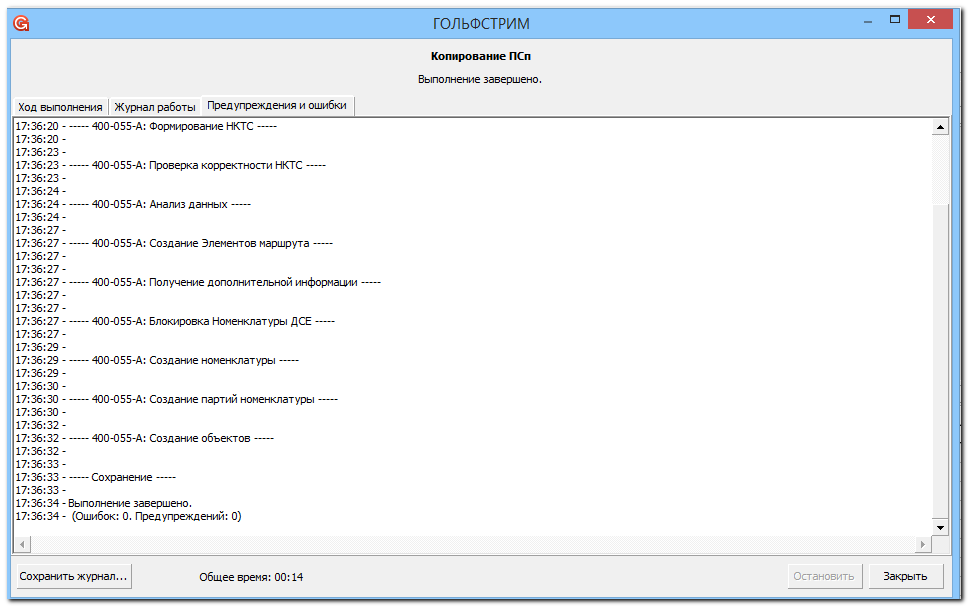 ГОЛЬФСТРИМ
Копирование ПСп
Выполнение завершено.
Ход выполнения Журнал работы Предупреждения и ошибки
17:36:20 - ----- 400-055-А: Формирование НКТС -----
17:36:20 -
17:36:23 -
17:36:23 - ----- 400-055-А: Проверка корректности НКТС -----
17:36:23 -
17:36:24 -
17:36:24 - ----- 400-055-А: Анализ данных -----
17:36:24 -
17:36:27 -
17:36:27 - ----- 400-055-А: Создание Элементов маршрута -----
17:36:27 -
17:36:27 -
17:36:27 - ----- 400-055-А: Получение дополнительной информации -----
17:36:27 -
17:36:27 -
17:36:27 - ----- 400-055-А: Блокировка Номенклатуры ДСЕ -----
17:36:27 -
17:36:29 -
17:36:29 - ----- 400-055-А: Создание номенклатуры -----
17:36:29 -
17:36:30 -
17:36:30 - ----- 400-055-А: Создание партий номенклатуры -----
17:36:30 -
17:36:32 -
17:36:32 - ----- 400-055-А: Создание объектов -----
17:36:32 -
17:36:33 -
17:36:33 - ----- Сохранение -----
17:36:33 -
17:36:34 - Выполнение завершено.
17:36:34 - (Ошибок: 0. Предупреждений: 0)
Сохранить журнал... Общее время: 00:14 Остановить Закрыть